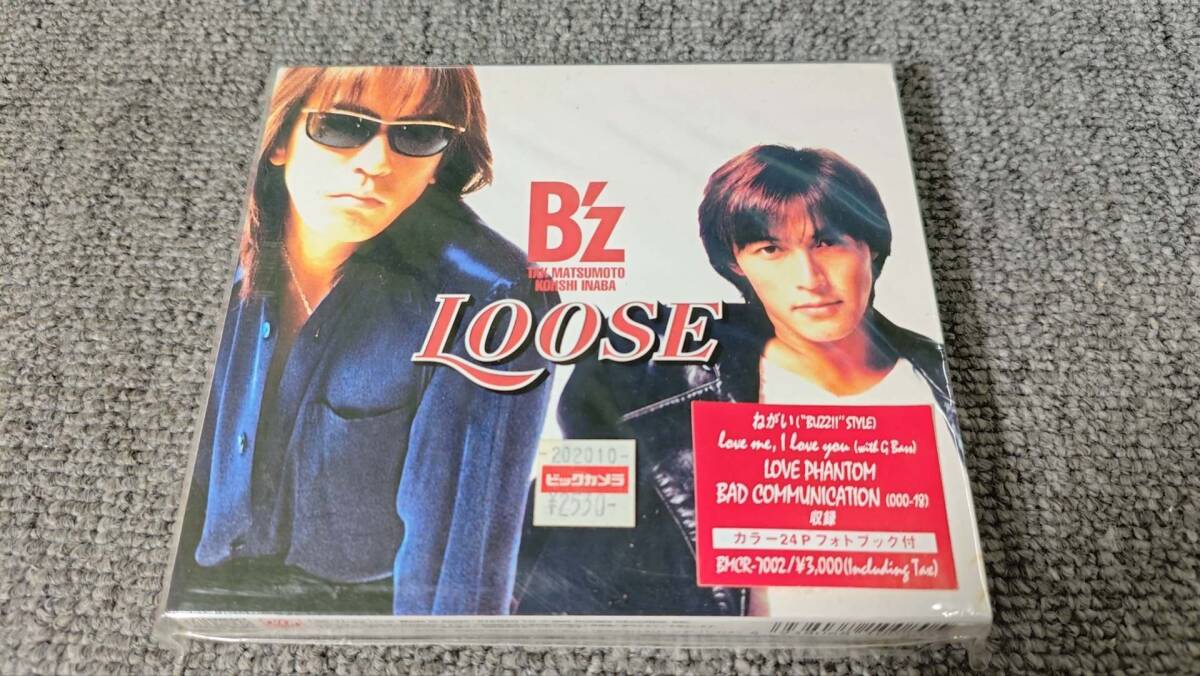 B'z
TAK MATSUMOTO
KOHSHI INABA
LOOSE
-202010-
ビックカメラ
¥2530-
ねがい("BUZZ!!" STYLE)
love me, I love you (with G Bass)
LOVE PHANTOM
BAD COMMUNICATION (000-18)
収録
カラー24Pフォトブック付
BMCR-7002/¥3,000(Including Tax)